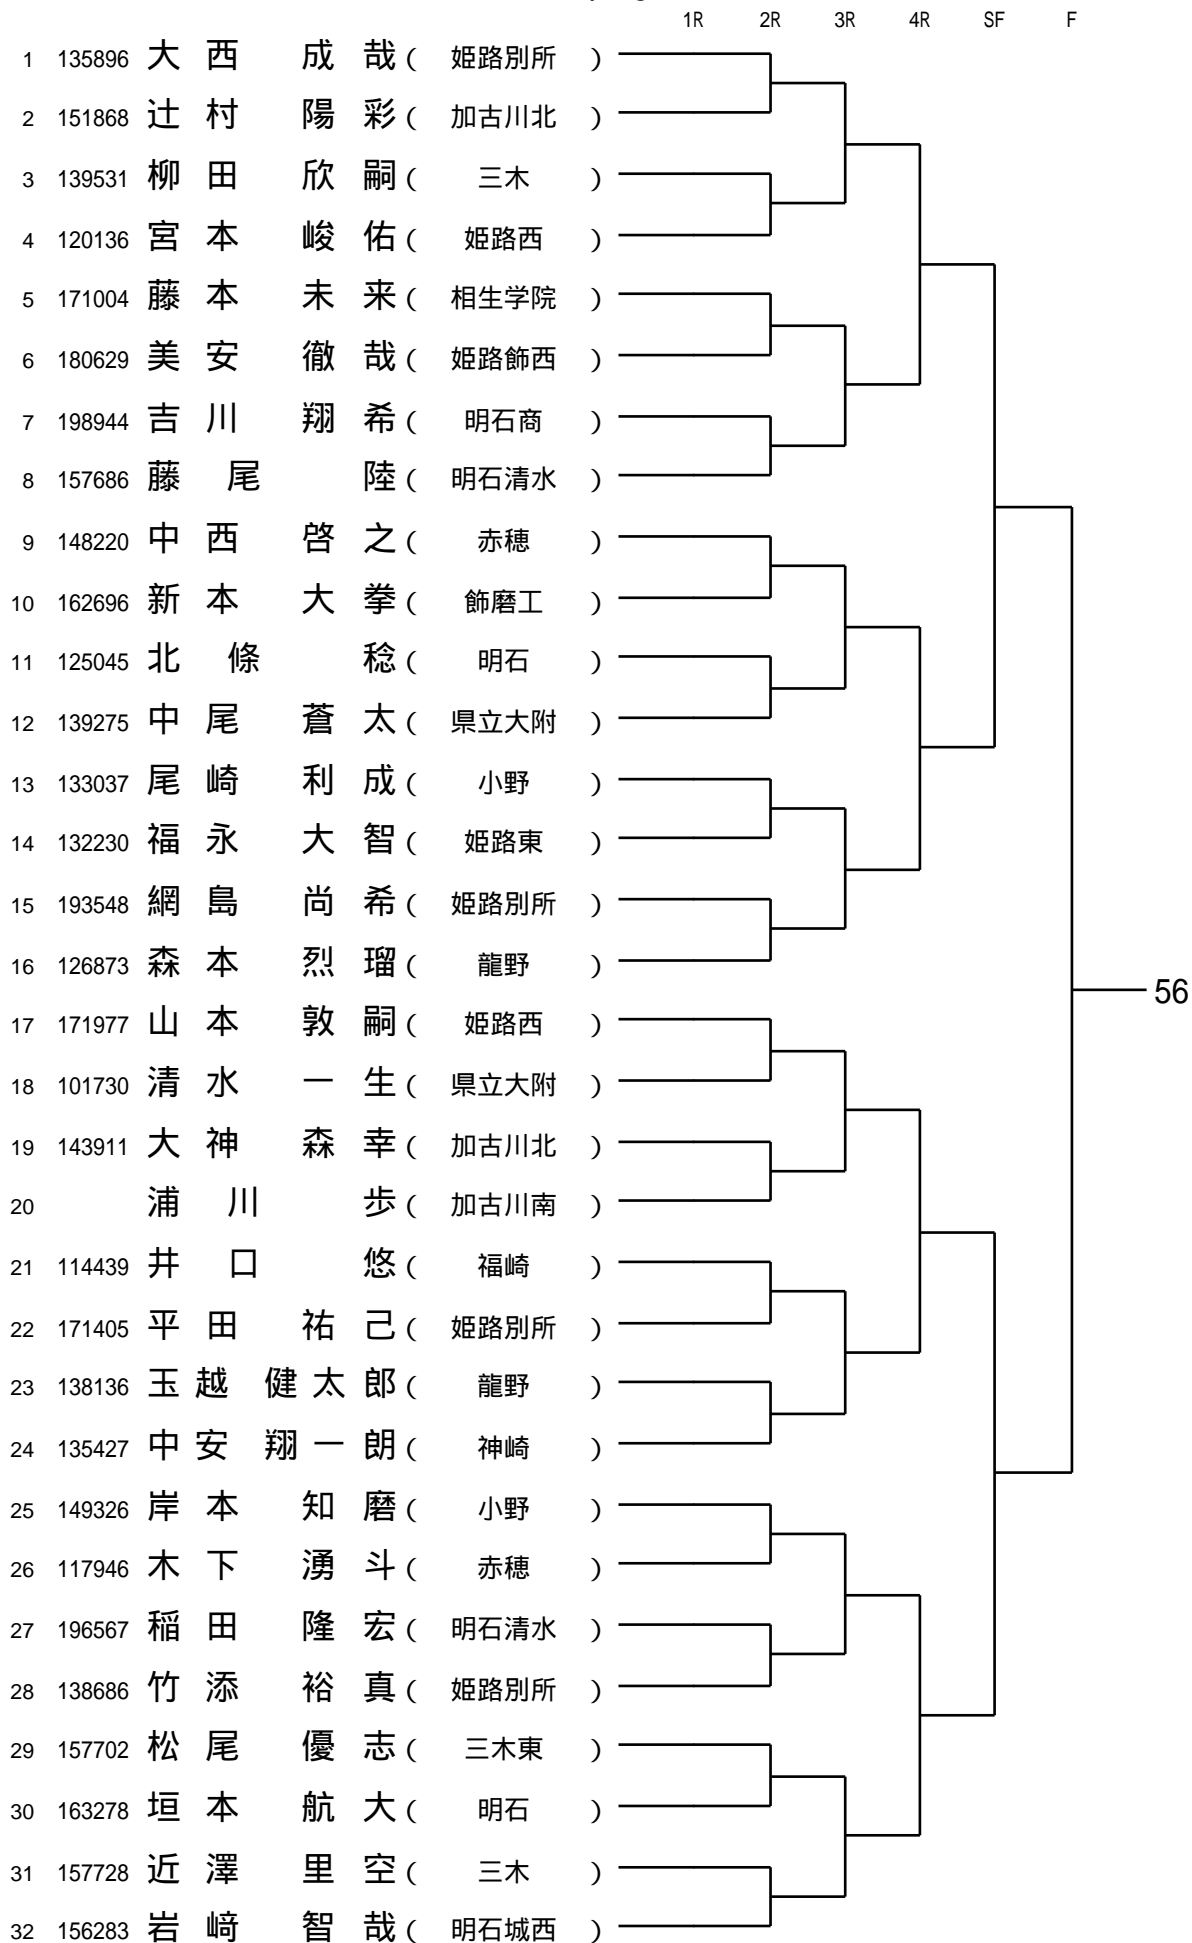 1R 2R 3R 4R SF F
1 135896 大西 成哉 ( 姫路別所 )
2 151868 辻村 陽彩 ( 加古川北 )
3 139531 柳田 欣嗣 ( 三木 )
4 120136 宮本 峻佑 ( 姫路西 )
5 171004 藤本 未来 ( 相生学院 )
6 180629 美安 徹哉 ( 姫路飾西 )
7 198944 吉川 翔希 ( 明石商 )
8 157686 藤尾 陸 ( 明石清水 )
9 148220 中西 啓之 ( 赤穂 )
10 162696 新本 大拳 ( 飾磨工 )
11 125045 北條 稔 ( 明石 )
12 139275 中尾 蒼太 ( 県立大附 )
13 133037 尾崎 利成 ( 小野 )
14 132230 福永 大智 ( 姫路東 )
15 193548 網島 尚希 ( 姫路別所 )
16 126873 森本 烈瑠 ( 龍野 )
56
17 171977 山本 敦嗣 ( 姫路西 )
18 101730 清水 一生 ( 県立大附 )
19 143911 大神 森幸 ( 加古川北 )
20 浦川 歩 ( 加古川南 )
21 114439 井口 悠 ( 福崎 )
22 171405 平田 祐己 ( 姫路別所 )
23 138136 玉越 健太郎 ( 龍野 )
24 135427 中安 翔一朗 ( 神崎 )
25 149326 岸本 知磨 ( 小野 )
26 117946 木下 湧斗 ( 赤穂 )
27 196567 稲田 隆宏 ( 明石清水 )
28 138686 竹添 裕真 ( 姫路別所 )
29 157702 松尾 優志 ( 三木東 )
30 163278 垣本 航大 ( 明石 )
31 157728 近澤 里空 ( 三木 )
32 156283 岩﨑 智哉 ( 明石城西 )